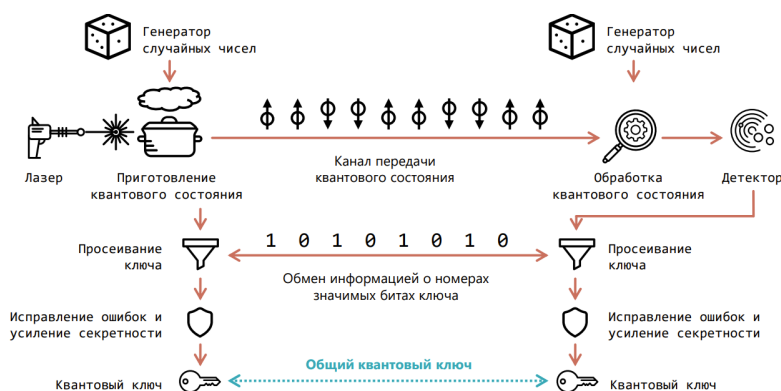 Генератор
случайных чисел
Генератор
случайных чисел
Лазер
Приготовление
квантового состояния
Канал передачи
квантового состояния
Обработка
квантового состояния
Детектор
Просеивание
ключа
1 0 1 0 1 0 1 0
Обмен информацией о номерах
значимых битах ключа
Просеивание
ключа
Исправление ошибок и
усиление секретности
Исправление ошибок и
усиление секретности
Квантовый ключ
Общий квантовый ключ
Квантовый ключ